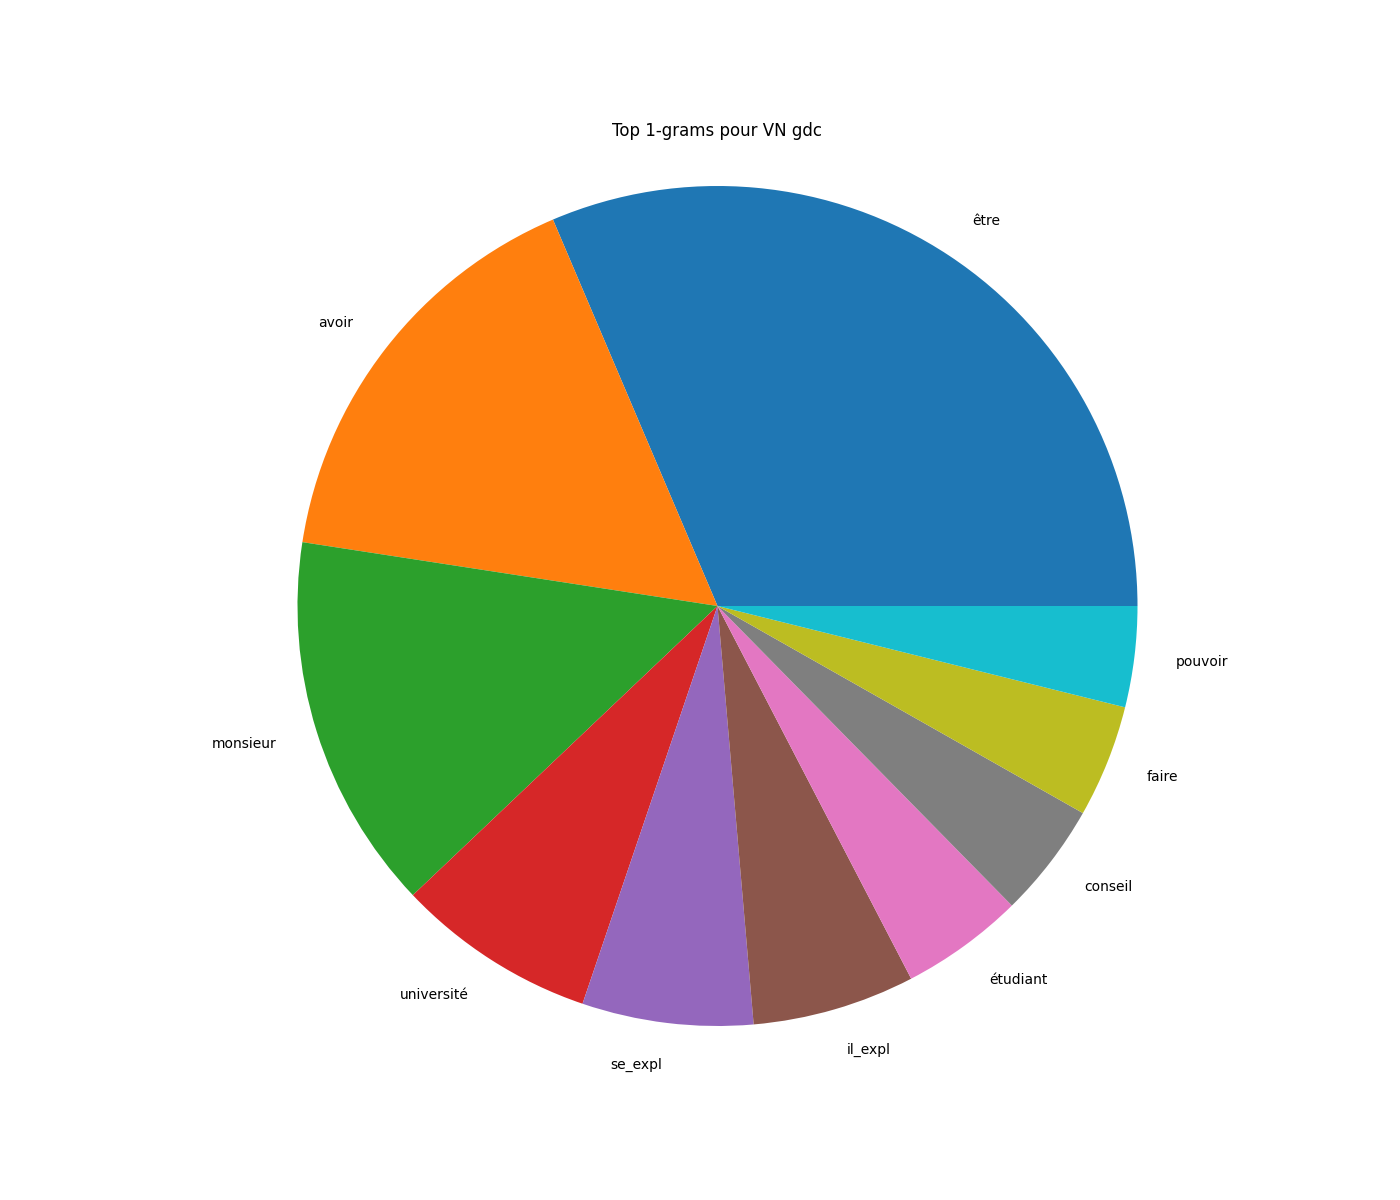 Top 1-grams pour VN gdc
être
avoir
monsieur
université
se_expl
il_expl
étudiant
conseil
faire
pouvoir